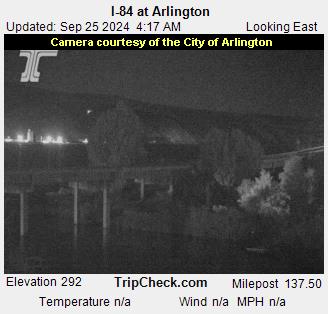 I-84 at Arlington
Updated: Sep 25 2024 4:17 AM Looking East
Camera courtesy of the City of Arlington
Elevation 292 TripCheck.com Milepost 137.50
Temperature n/a Wind n/a MPH n/a